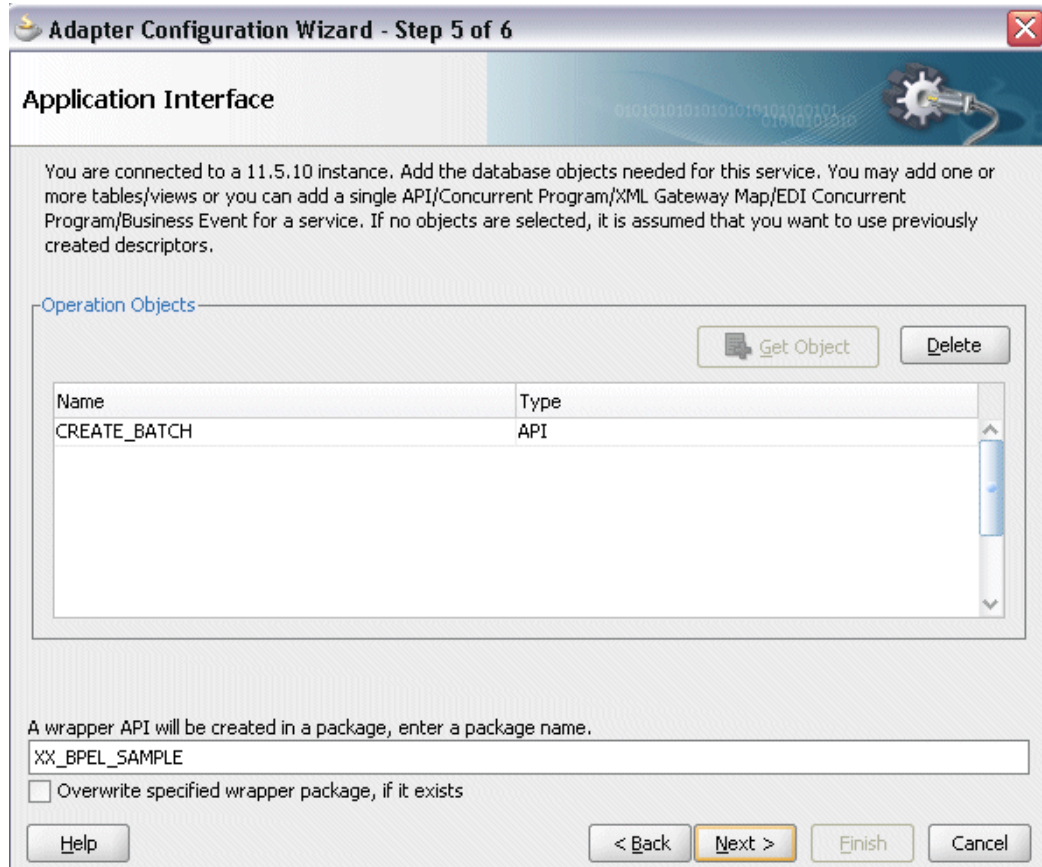 Adapter Configuration Wizard - Step 5 of 6
Application Interface
You are connected to a 11.5.10 instance. Add the database objects needed for this service. You may add one or
more tables/views or you can add a single API/Concurrent Program/XML Gateway Map/EDI Concurrent
Program/Business Event for a service. If no objects are selected, it is assumed that you want to use previously
created descriptors.
Operation Objects
Get Object Delete
Name Type
CREATE_BATCH API
A wrapper API will be created in a package, enter a package name.
XX_BPEL_SAMPLE
Overwrite specified wrapper package, if it exists
Help < Back Next > Finish Cancel